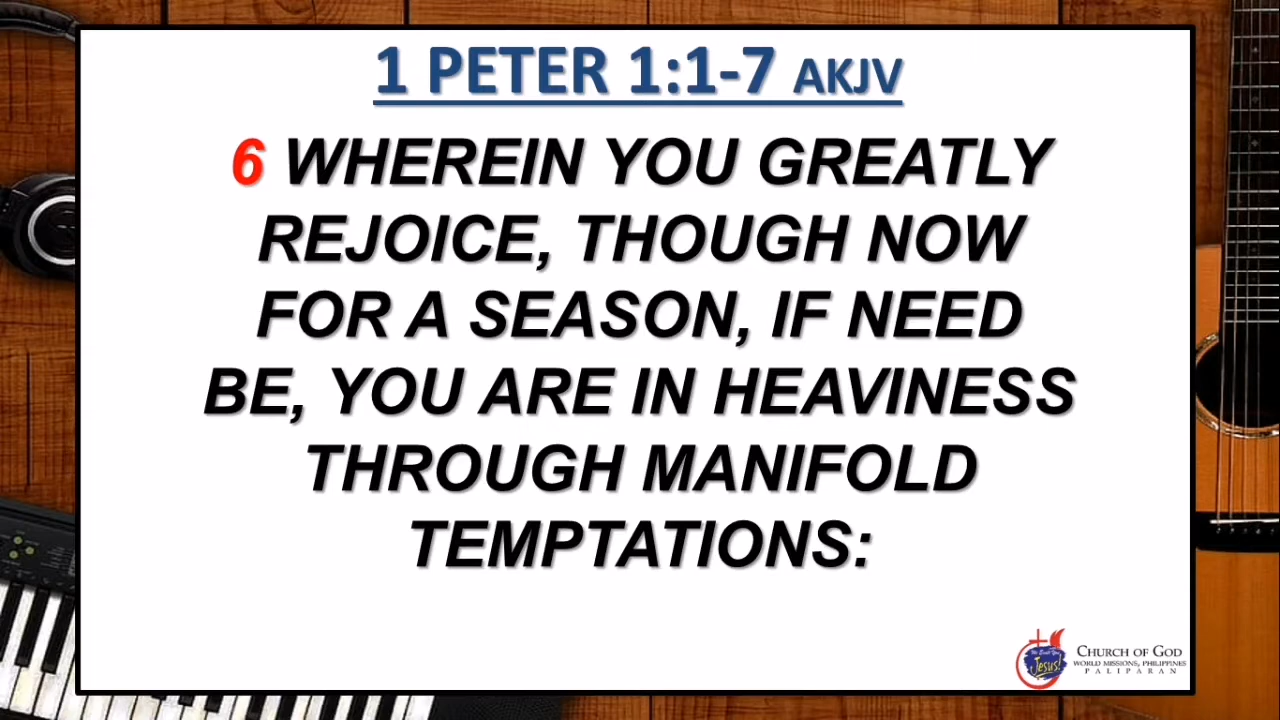 1 PETER 1:1-7 AKJV
6 WHEREIN YOU GREATLY
REJOICE, THOUGH NOW
FOR A SEASON, IF NEED
BE, YOU ARE IN HEAVINESS
THROUGH MANIFOLD
TEMPTATIONS:
Jesus!
CHURCH OF GOD
WORLD MISSIONS, PHILIPPINES
PALIPARAN